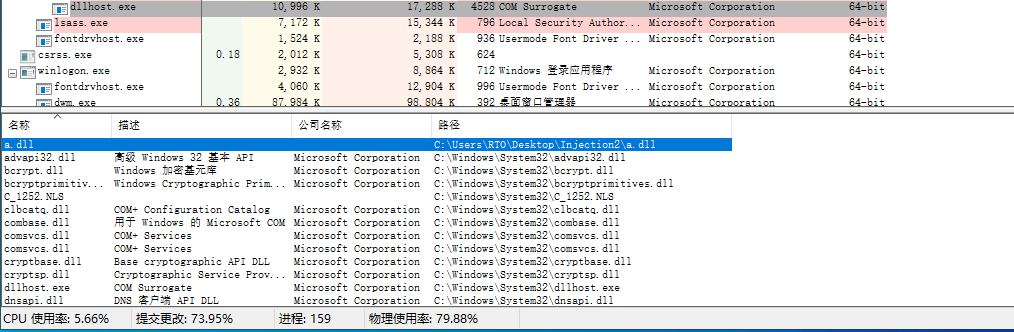 dllhost.exe 10,996 K 17,288 K 4528 COM Surrogate Microsoft Corporation 64-bit
lsass.exe 7,172 K 15,344 K 796 Local Security Author... Microsoft Corporation 64-bit
fontdrvhost.exe 1,524 K 2,188 K 936 Usermode Font Driver ... Microsoft Corporation 64-bit
csrss.exe 0.18 2,012 K 5,308 K 624
winlogon.exe 2,932 K 8,864 K 712 Windows 登录应用程序 Microsoft Corporation 64-bit
fontdrvhost.exe 4,060 K 12,904 K 996 Usermode Font Driver ... Microsoft Corporation 64-bit
dwm.exe 0.36 87,984 K 98,804 K 392 桌面窗口管理器 Microsoft Corporation 64-bit
名称 描述 公司名称 路径
a.dll C:\Users\RTO\Desktop\Injection2\a.dll
advapi32.dll 高级 Windows 32 基本 API Microsoft Corporation C:\Windows\System32\advapi32.dll
bcrypt.dll Windows 加密基元库 Microsoft Corporation C:\Windows\System32\bcrypt.dll
bcryptprimitiv... Windows Cryptographic Prim... Microsoft Corporation C:\Windows\System32\bcryptprimitives.dll
C_1252.NLS C:\Windows\System32\C_1252.NLS
clbcatq.dll COM+ Configuration Catalog Microsoft Corporation C:\Windows\System32\clbcatq.dll
combase.dll 用于 Windows 的 Microsoft COM Microsoft Corporation C:\Windows\System32\combase.dll
comsvcs.dll COM+ Services Microsoft Corporation C:\Windows\System32\comsvcs.dll
comsvcs.dll COM+ Services Microsoft Corporation C:\Windows\System32\comsvcs.dll
cryptbase.dll Base cryptographic API DLL Microsoft Corporation C:\Windows\System32\cryptbase.dll
cryptsp.dll Cryptographic Service Prov... Microsoft Corporation C:\Windows\System32\cryptsp.dll
dllhost.exe COM Surrogate Microsoft Corporation C:\Windows\System32\dllhost.exe
dnsapi.dll DNS 客户端 API DLL Microsoft Corporation C:\Windows\System32\dnsapi.dll
CPU 使用率: 5.66% 提交更改: 73.95% 进程: 159 物理使用率: 79.88%